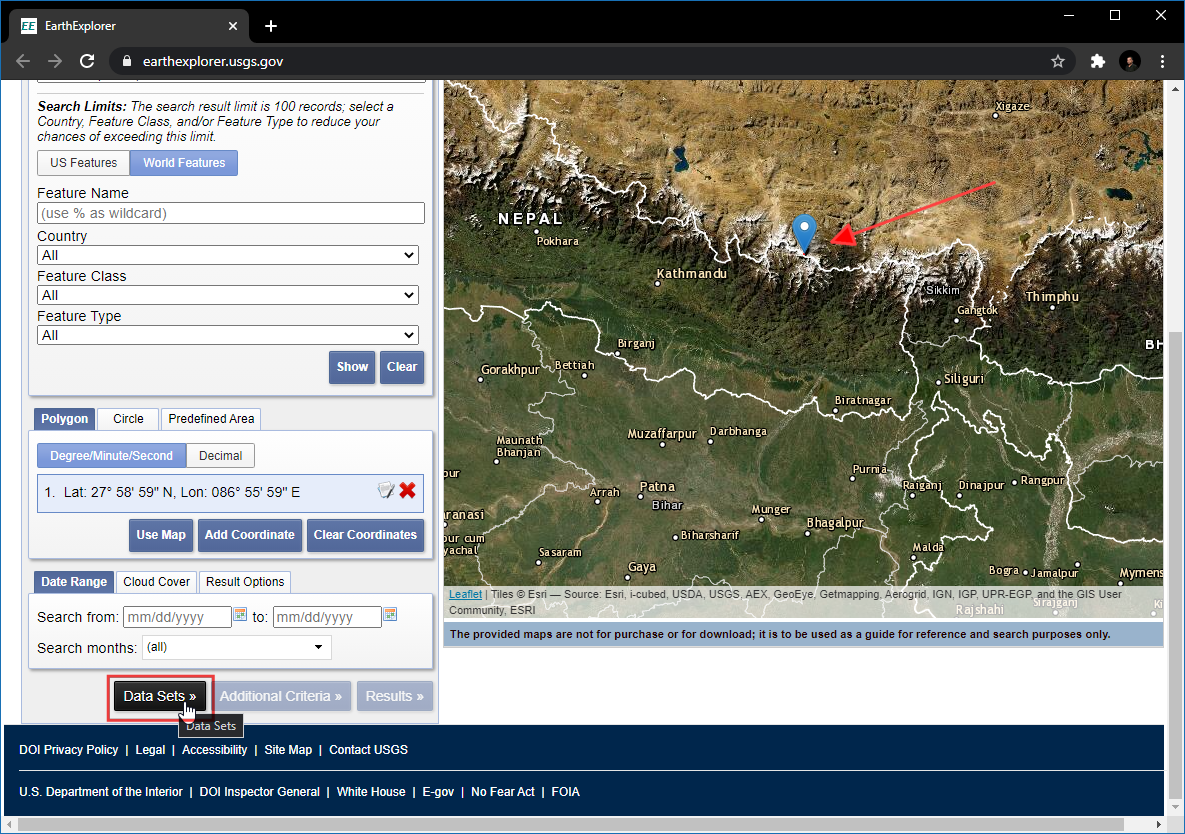 EE EarthExplorer
earthexplorer.usgs.gov
Search Limits: The search result limit is 100 records; select a
Country, Feature Class, and/or Feature Type to reduce your
chances of exceeding this limit.
US Features World Features
Feature Name
(use % as wildcard)
Country
All
Feature Class
All
Feature Type
All
Show Clear
Polygon Circle Predefined Area
Degree/Minute/Second Decimal
1. Lat: 27° 58' 59" N, Lon: 086° 55' 59" E
Use Map Add Coordinate Clear Coordinates
Date Range Cloud Cover Result Options
Search from: mm/dd/yyyy to: mm/dd/yyyy
Search months: (all)
Data Sets » Additional Criteria » Results »
Data Sets
Xigaze
NEPAL
Pokhara
Kathmandu
Sikkim
Thimphu
Gangtok
BH
Birganj
Gorakhpur
Bettiah
Siliguri
Biratnagar
Maunath
Bhanjan
Muzaffarpur
Darbhanga
pur
Purnia
Raiganj
Dinajpur
Rangpur
Arrah
Patna
Bihar
Munger
aranasi
Bhagalpur
pur cum
yachal
Biharsharif
Sasaram
Malda
Gaya
Bogra
Jamalpur
Mymens
Leaflet | Tiles © Esri — Source: Esri, i-cubed, USDA, USGS, AEX, GeoEye, Getmapping, Aerogrid, IGN, IGP, UPR-EGP, and the GIS User
Community, ESRI
Rajshahi
Sirajganj
Ki
The provided maps are not for purchase or for download; it is to be used as a guide for reference and search purposes only.
DOI Privacy Policy | Legal | Accessibility | Site Map | Contact USGS
U.S. Department of the Interior | DOI Inspector General | White House | E-gov | No Fear Act | FOIA